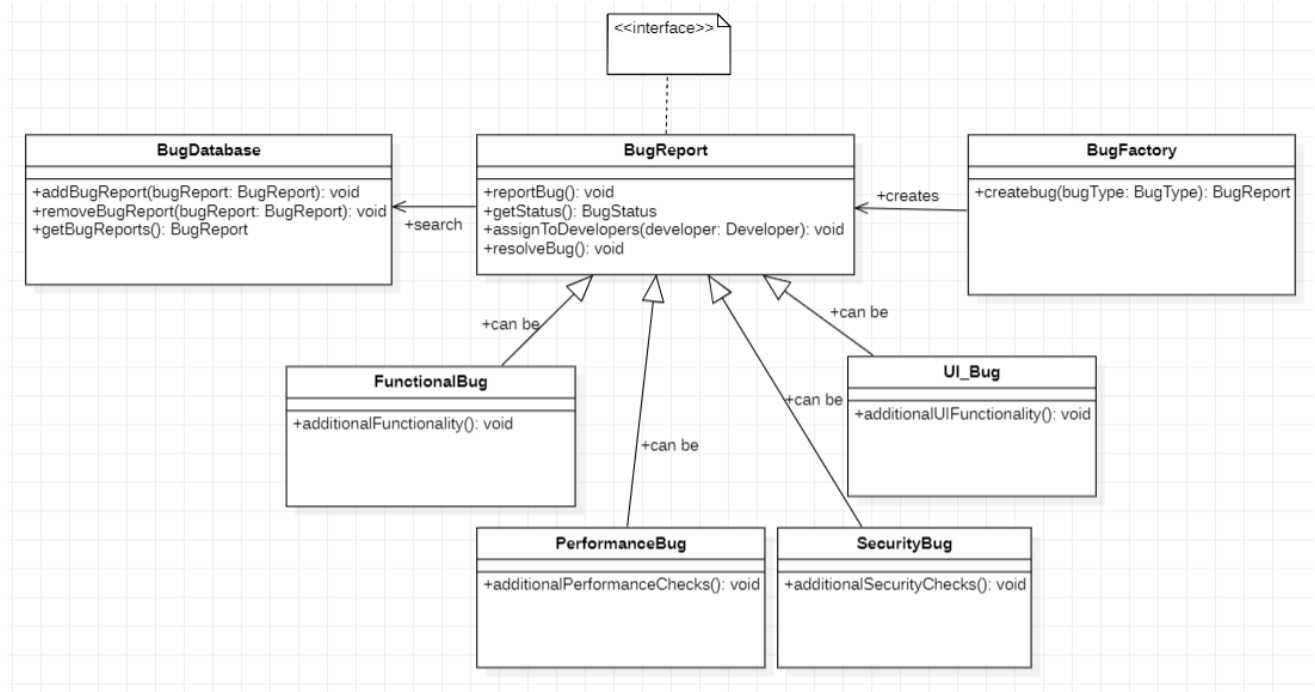 <<interface>>
BugDatabase
+addBugReport(bugReport: BugReport): void
+removeBugReport(bugReport: BugReport): void
+getBugReports(): BugReport
+search
BugReport
+reportBug(): void
+getStatus(): BugStatus
+assignToDevelopers(developer: Developer): void
+resolveBug(): void
+creates
BugFactory
+createbug(bugType: BugType): BugReport
+can be
+can be
+can be
+can be
FunctionalBug
+additionalFunctionality(): void
UI_Bug
+additionalUIFunctionality(): void
PerformanceBug
+additionalPerformanceChecks(): void
SecurityBug
+additionalSecurityChecks(): void